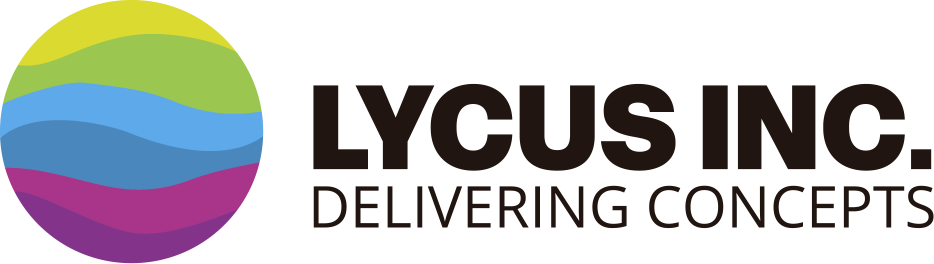 LYCUS INC.
DELIVERING CONCEPTS